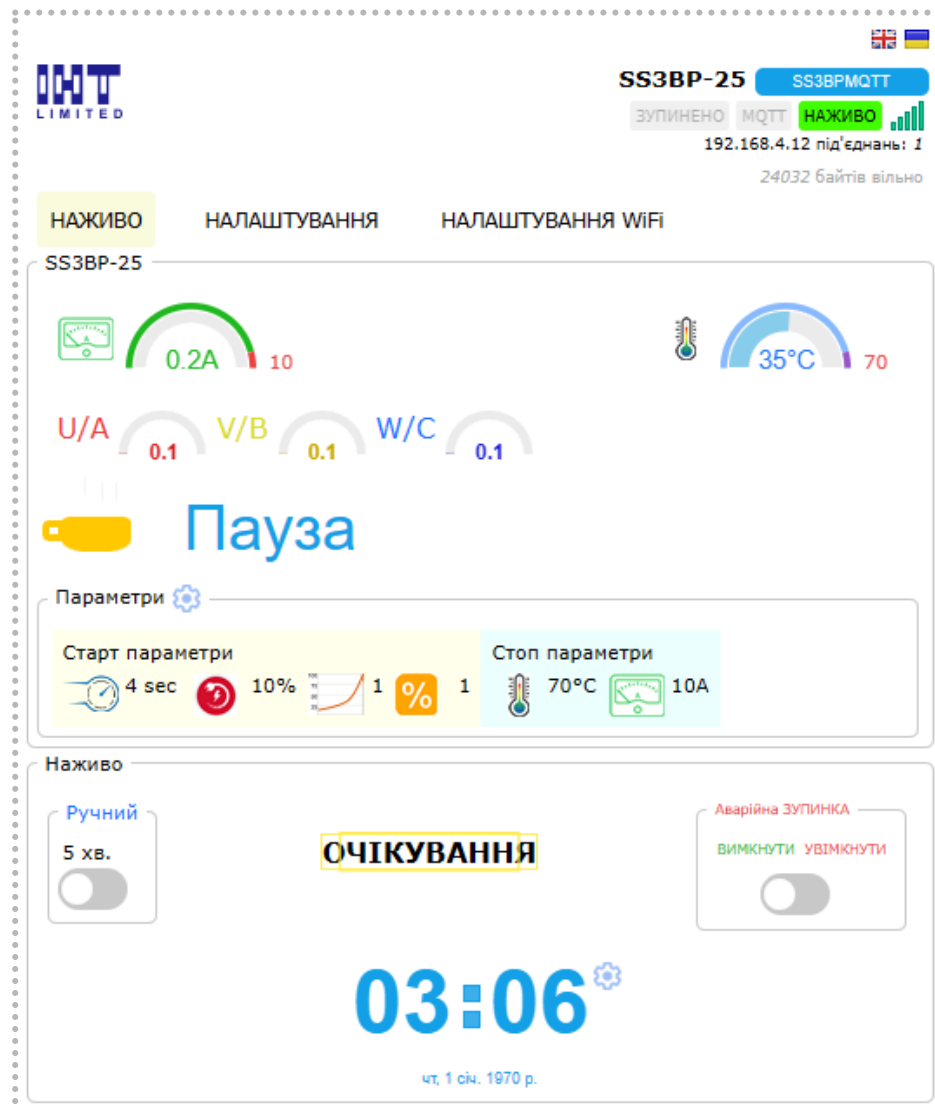 IHT
LIMITED
SS3BP-25 SS3BPMQTT
ЗУПИНЕНО MQTT НАЖИВО
192.168.4.12 під'єднань: 1
24032 байтів вільно
НАЖИВО НАЛАШТУВАННЯ НАЛАШТУВАННЯ WiFi
SS3BP-25
0.2A 10 35°C 70
U/A 0.1 V/B 0.1 W/C 0.1
Пауза
Параметри
Старт параметри Стоп параметри
4 sec 10% 1 % 1 70°C 10A
Наживо
Ручний Аварійна ЗУПИНКА
5 хв. ОЧІКУВАННЯ ВИМКНУТИ УВІМКНУТИ
03:06
чт, 1 січ. 1970 р.